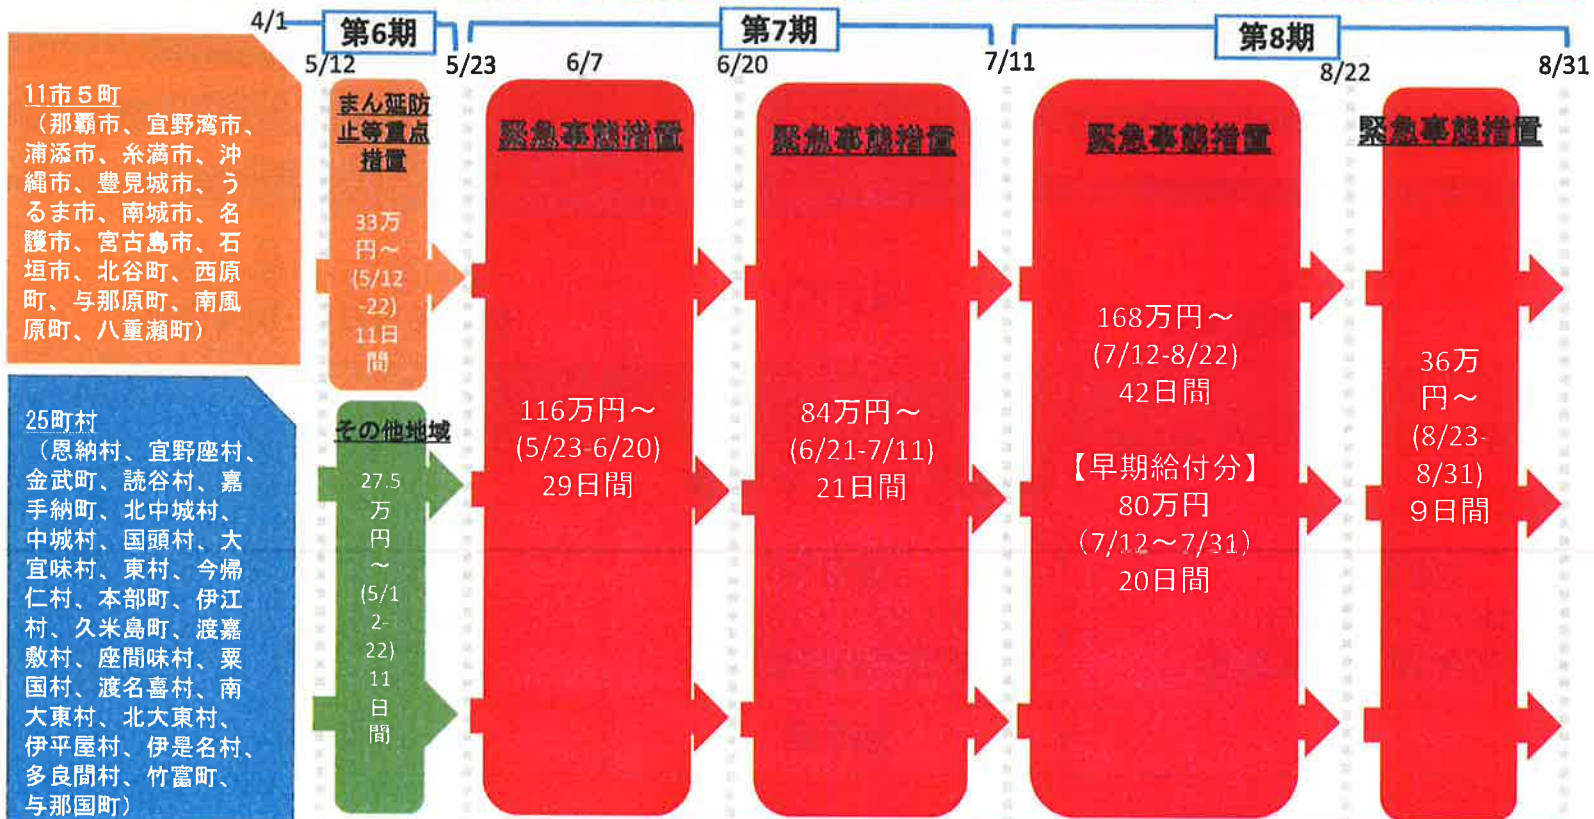 4/1
第6期
第7期
第8期
5/12
5/23
6/7
6/20
7/11
8/22
8/31
11市５町
（那覇市、宜野湾市、
浦添市、糸満市、沖
縄市、豊見城市、う
るま市、南城市、名
護市、宮古島市、石
垣市、北谷町、西原
町、与那原町、南風
原町、八重瀬町）
25町村
（恩納村、宜野座村、
金武町、読谷村、嘉
手納町、北中城村、
中城村、国頭村、大
宜味村、東村、今帰
仁村、本部町、伊江
村、久米島町、渡嘉
敷村、座間味村、粟
国村、渡名喜村、南
大東村、北大東村、
伊平屋村、伊是名村、
多良間村、竹富町、
与那国町）
まん延防
止等重点
措置
33万
円～
(5/12
-22)
11日
間
その他地域
27.5
万
円
～
(5/1
2-
22)
11
日
間
緊急事態措置
116万円～
(5/23-6/20)
29日間
緊急事態措置
84万円～
(6/21-7/11)
21日間
緊急事態措置
168万円～
(7/12-8/22)
42日間
【早期給付分】
80万円
(7/12～7/31)
20日間
緊急事態措置
36万
円～
(8/23-
8/31)
９日間